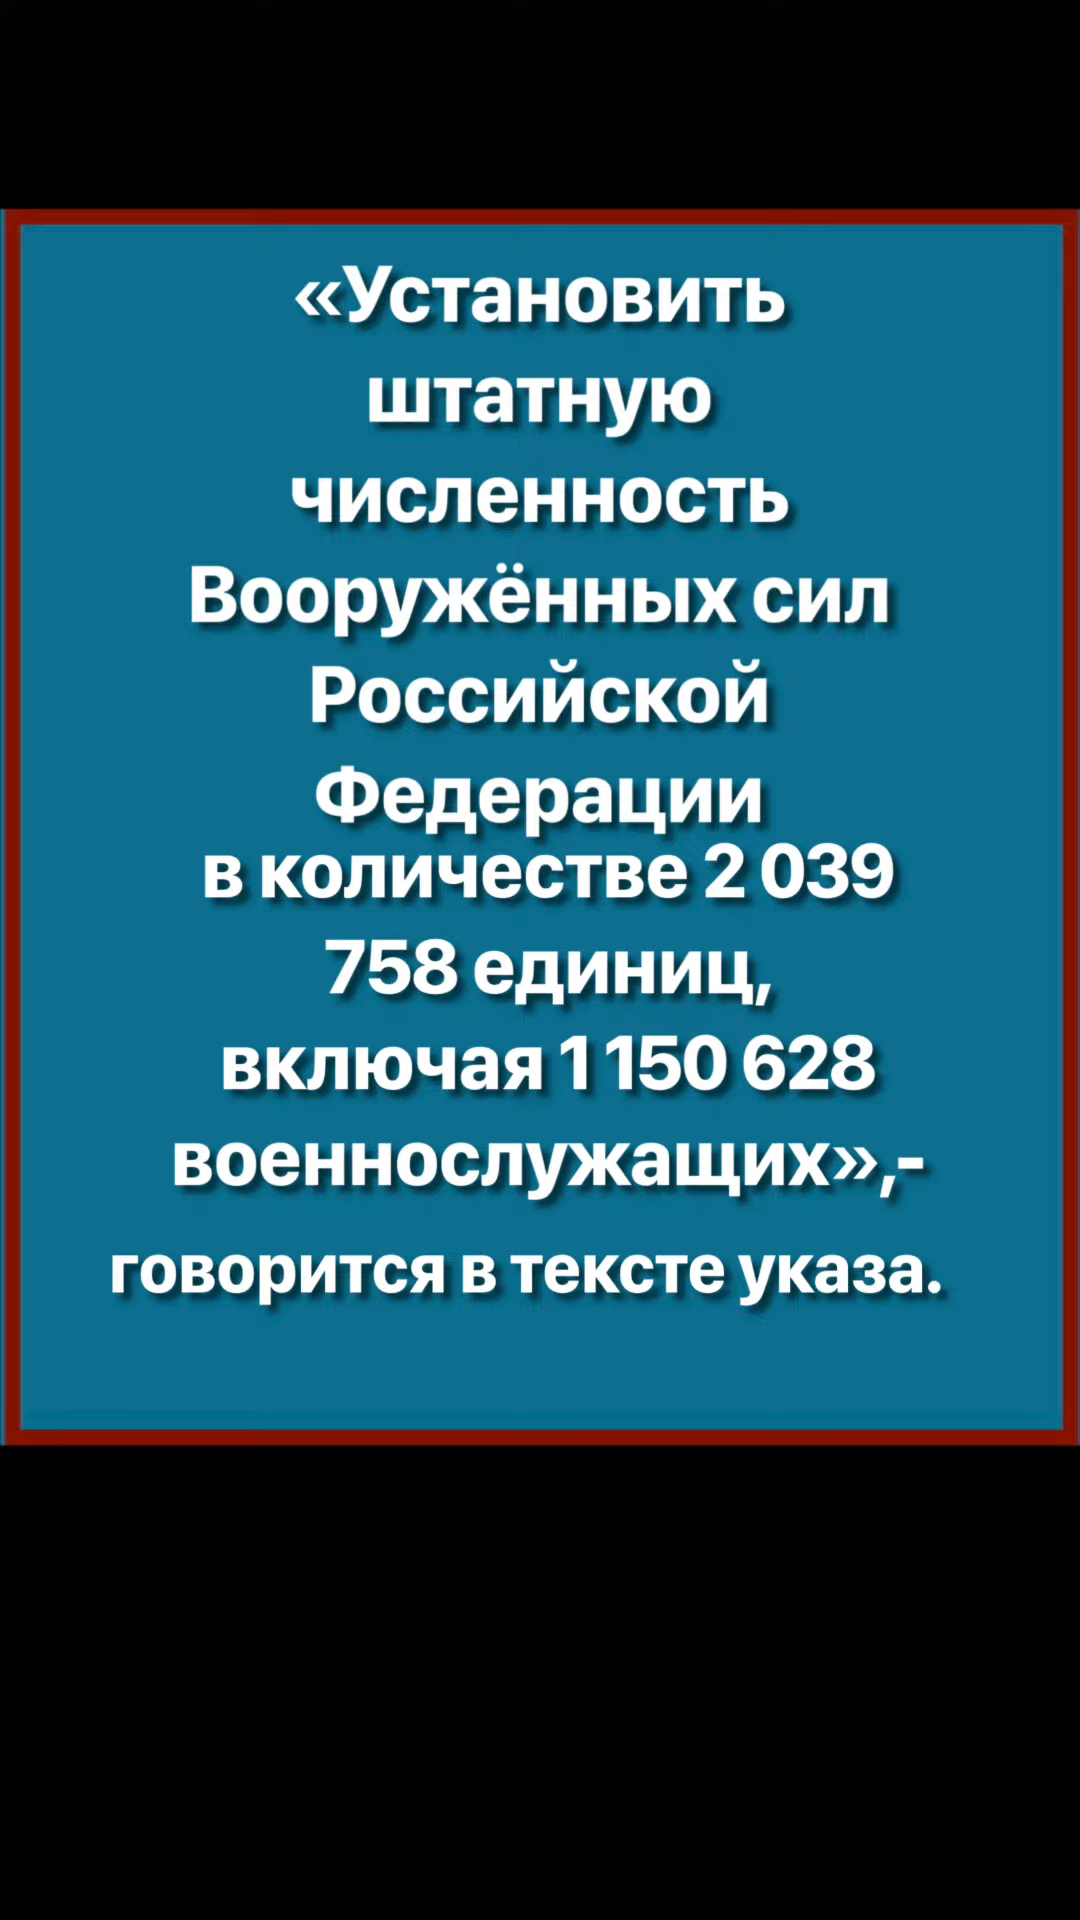 «Установить
штатную
численность
Вооружённых сил
Российской
Федерации
в количестве 2 039
758 единиц,
включая 1 150 628
военнослужащих»,-
говорится в тексте указа.